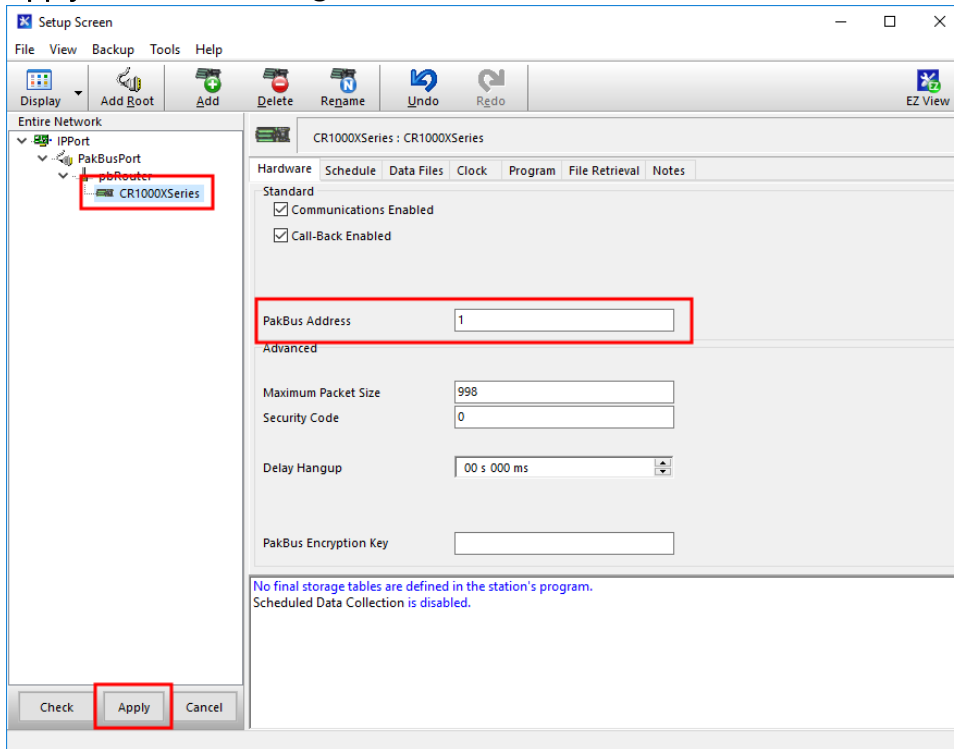 Setup Screen
File View Backup Tools Help
Display Add Root Add Delete Rename Undo Redo EZ View
Entire Network
IPPort
PakBusPort
pbRouter
CR1000XSeries
CR1000XSeries : CR1000XSeries
Hardware Schedule Data Files Clock Program File Retrieval Notes
Standard
Communications Enabled
Call-Back Enabled
PakBus Address 1
Advanced
Maximum Packet Size 998
Security Code 0
Delay Hangup 00 s 000 ms
PakBus Encryption Key
No final storage tables are defined in the station's program.
Scheduled Data Collection is disabled.
Check Apply Cancel